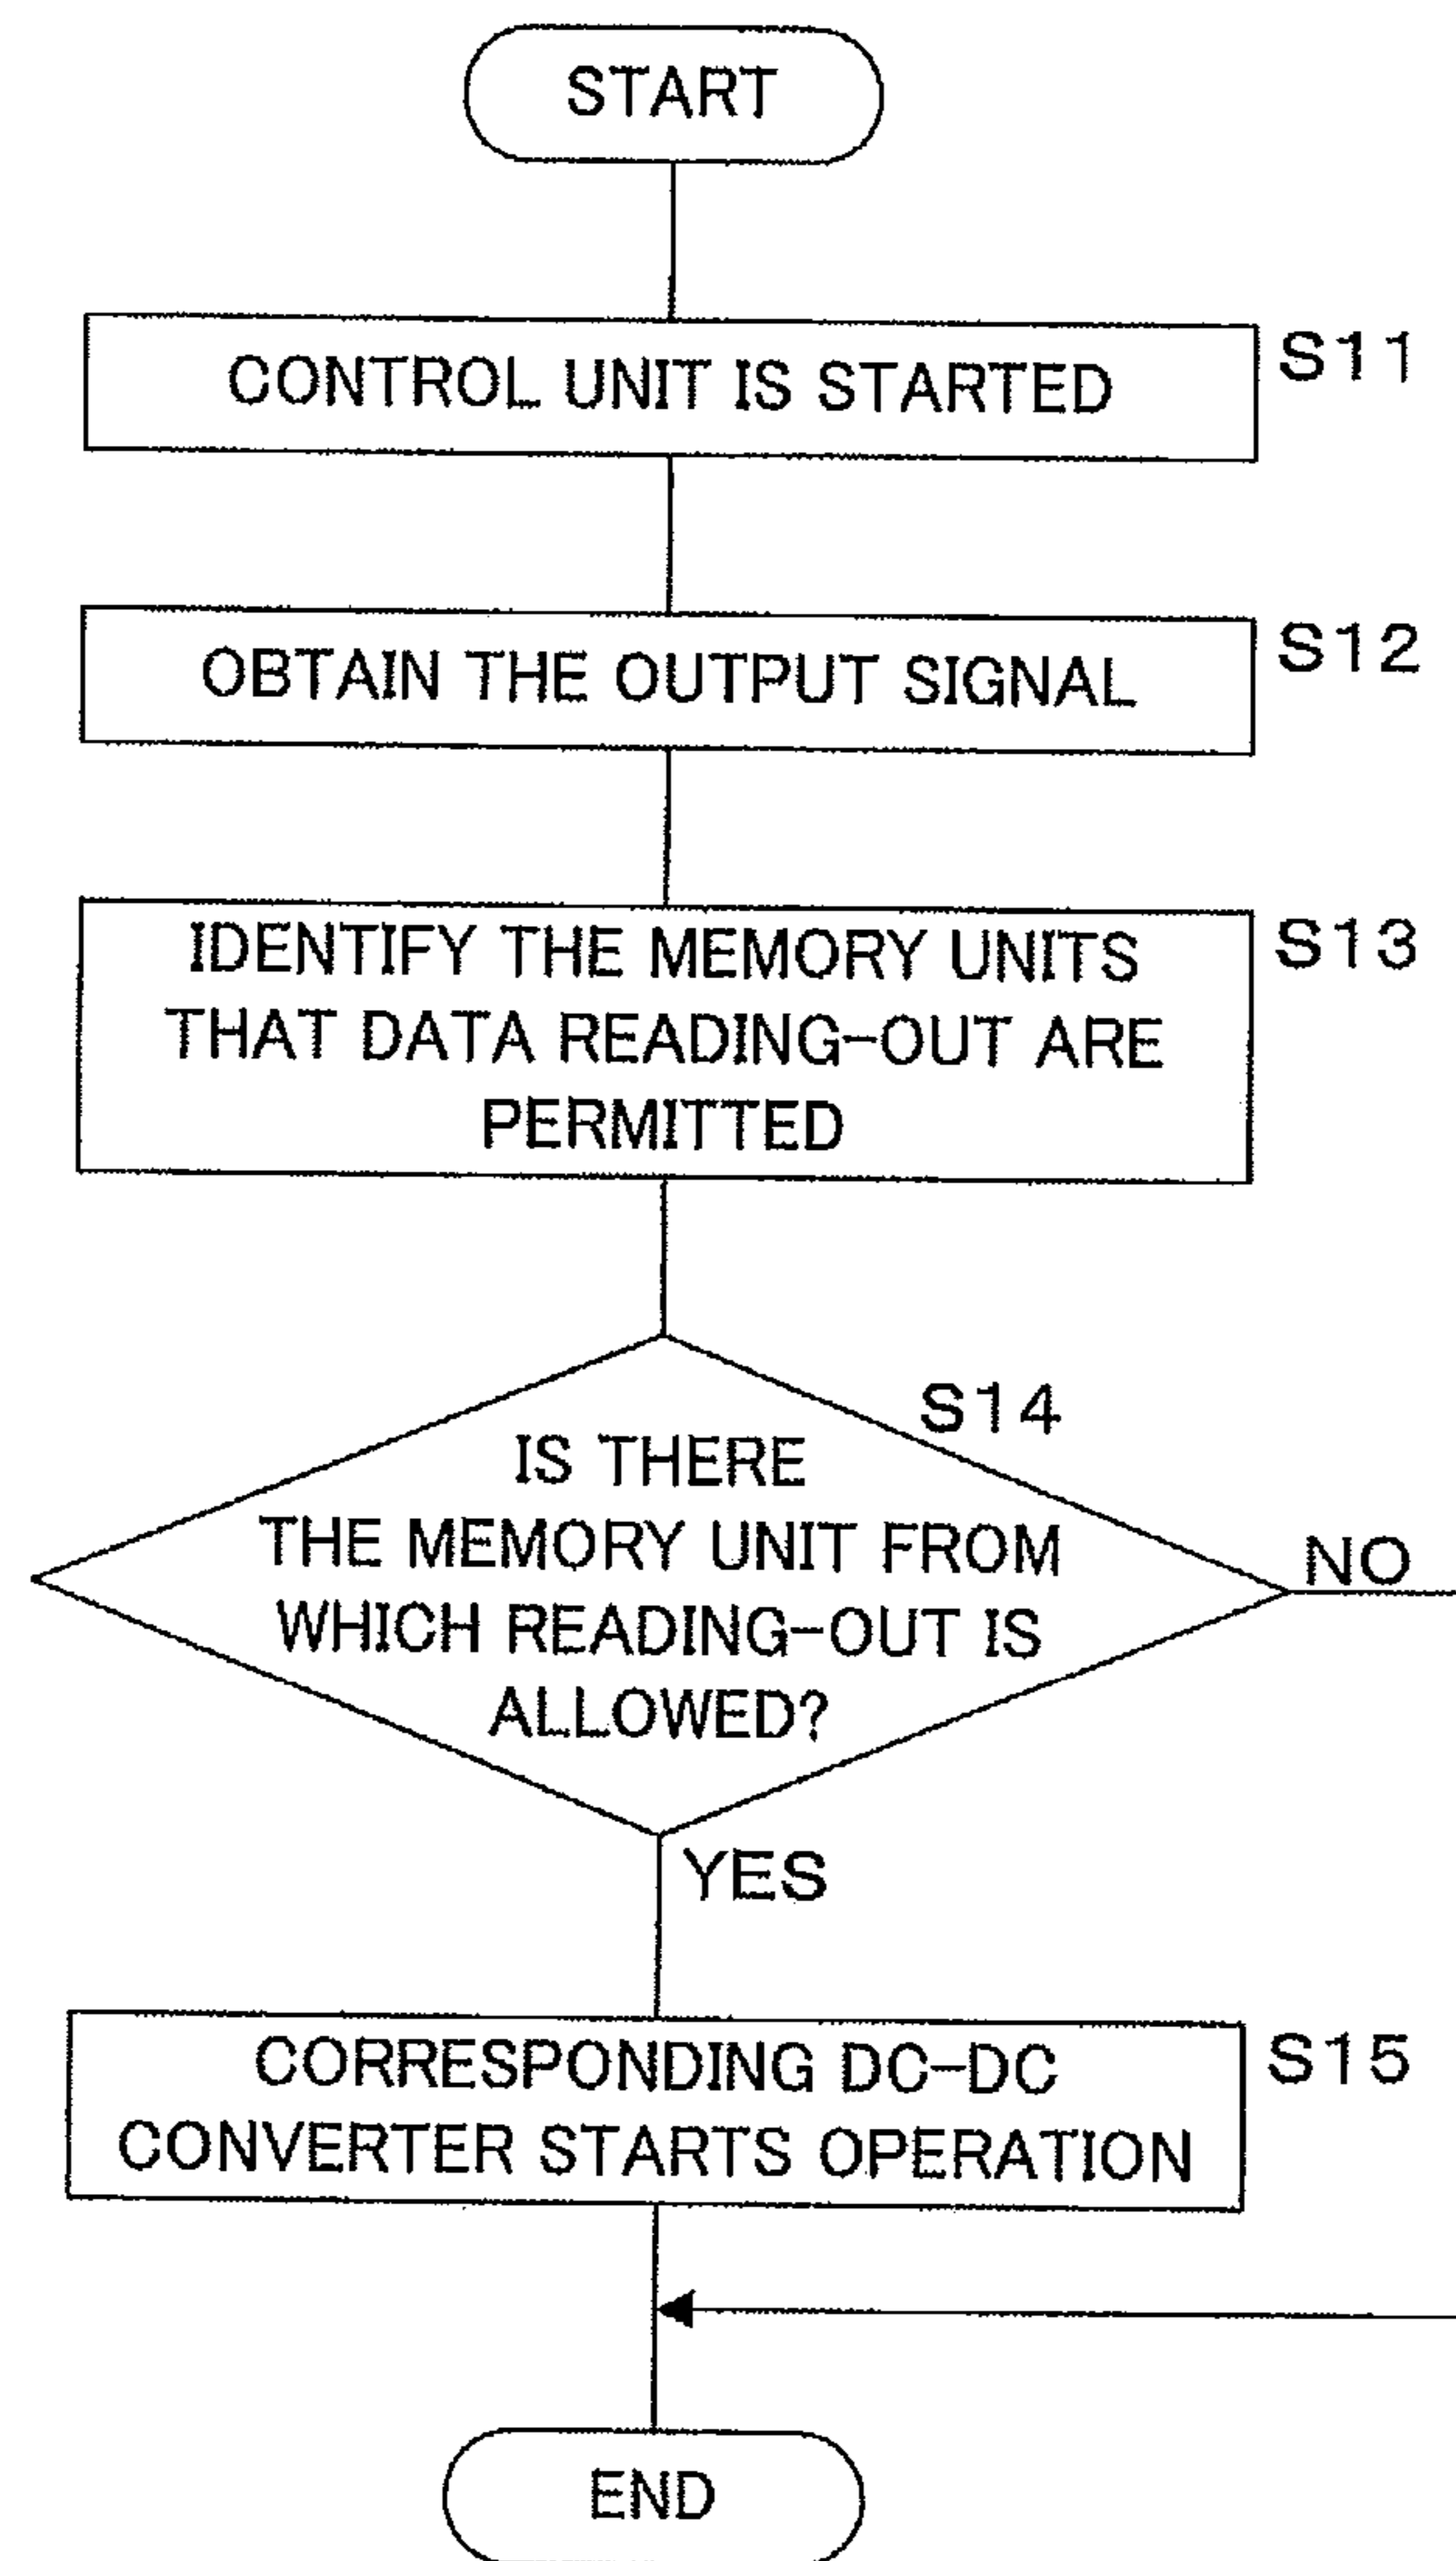 START
CONTROL UNIT IS STARTED
S11
OBTAIN THE OUTPUT SIGNAL
S12
IDENTIFY THE MEMORY UNITS
THAT DATA READING-OUT ARE
PERMITTED
S13
S14
IS THERE
THE MEMORY UNIT FROM
WHICH READING-OUT IS
ALLOWED?
NO
YES
CORRESPONDING DC-DC
CONVERTER STARTS OPERATION
S15
END